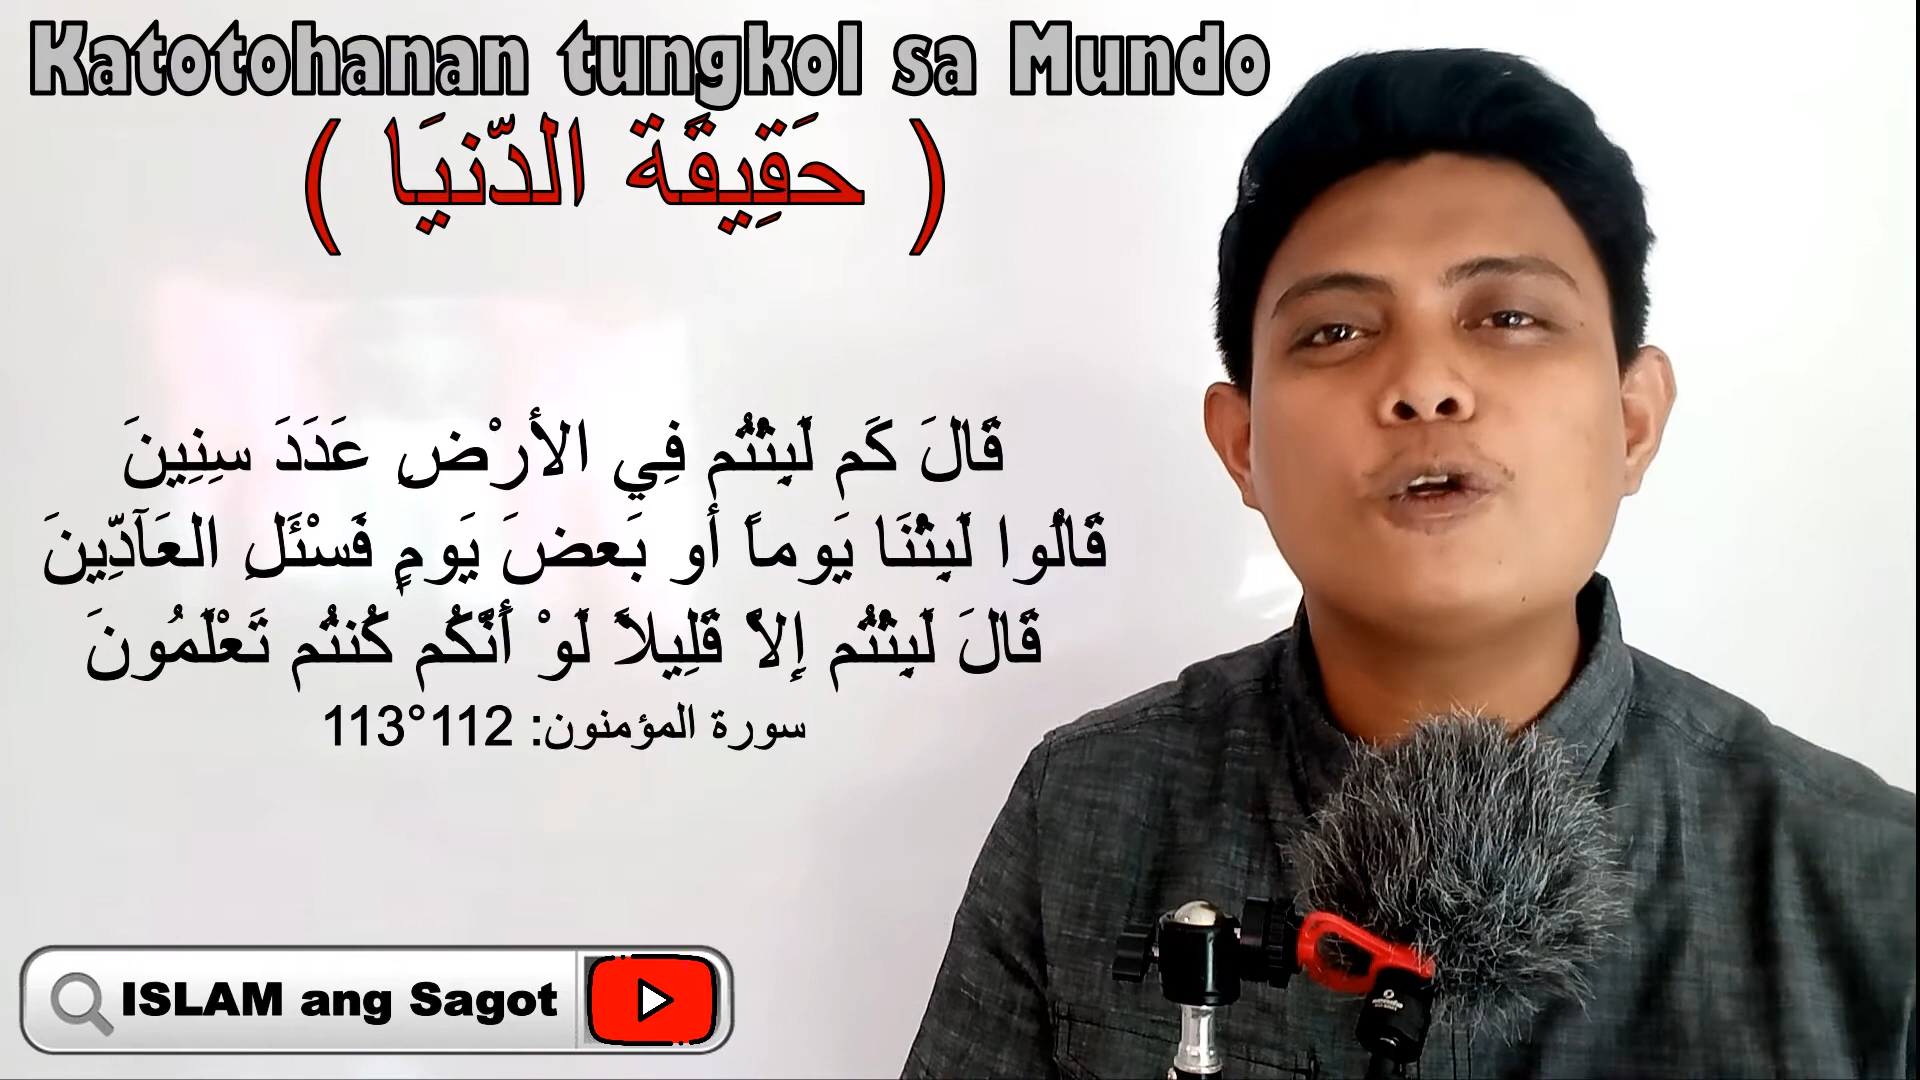 Katotohanan tungkol sa Mundo
( حَقِيقَة الدّنيَا )
قَالَ كَم لَبِثْتُم فِي الأرْضِ عَدَدَ سِنِينَ
قَالُوا لَبِثْنَا يَوماً أو بَعضَ يَومٍ فَسْئَلِ العَآدِّينَ
قَالَ لَبِثْتُم إِلاَّ قَلِيلاً لَوْ أَنَّكُم كُنتُم تَعْلَمُونَ
سورة المؤمنون: 112°113
ISLAM ang Sagot